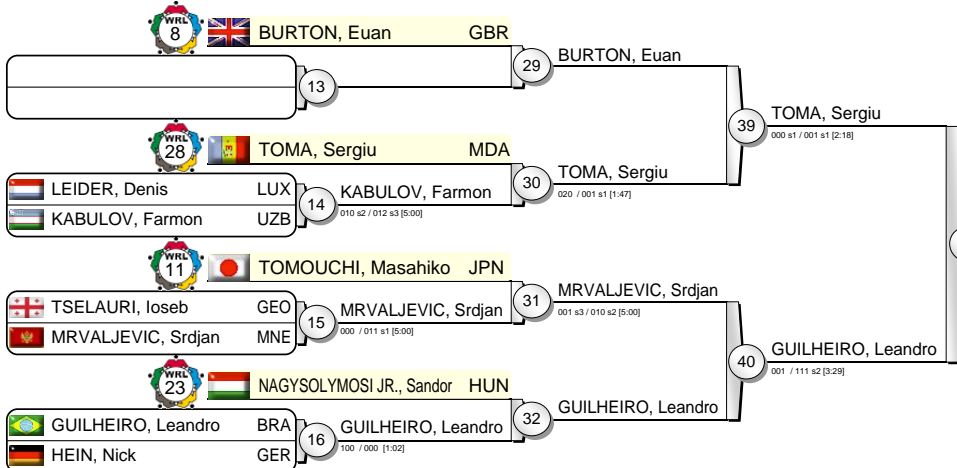 WRL
8
BURTON, Euan GBR
29
BURTON, Euan
13
39
TOMA, Sergiu
000 s1 / 001 s1 [2:18]
WRL
28
TOMA, Sergiu MDA
30
TOMA, Sergiu
020 / 001 s1 [1:47]
LEIDER, Denis LUX
14
KABULOV, Farmon
010 s2 / 012 s3 [5:00]
KABULOV, Farmon UZB
WRL
11
TOMOUCHI, Masahiko JPN
31
MRVALJEVIC, Srdjan
001 s3 / 010 s2 [5:00]
TSELAURI, Ioseb GEO
15
MRVALJEVIC, Srdjan
000 / 011 s1 [5:00]
MRVALJEVIC, Srdjan MNE
40
GUILHEIRO, Leandro
001 / 111 s2 [3:29]
WRL
23
NAGYSOLYMOSI JR., Sandor HUN
32
GUILHEIRO, Leandro
GUILHEIRO, Leandro BRA
16
GUILHEIRO, Leandro
100 / 000 [1:02]
HEIN, Nick GER